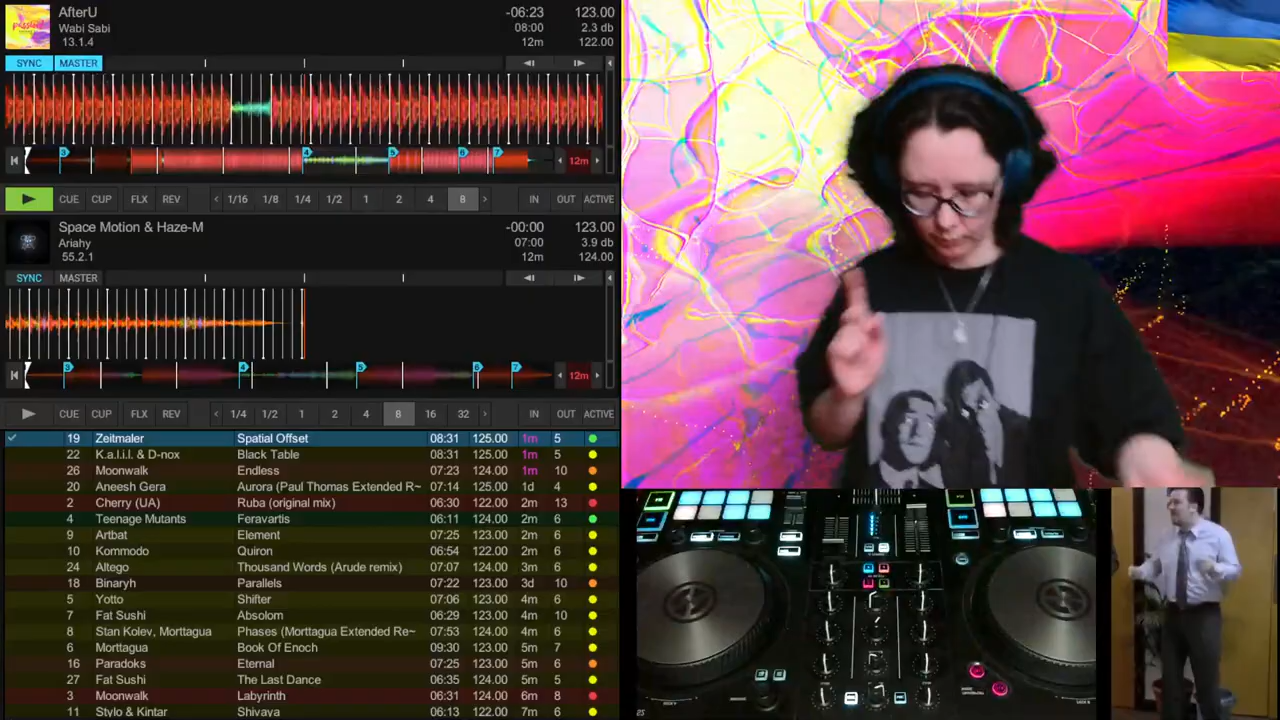 AfterU -06:23 123.00
Wabi Sabi 08:00 2.3 db
13.1.4 12m 122.00
SYNC MASTER
3 4 5 6 7 12m
CUE CUP FLX REV 1/16 1/8 1/4 1/2 1 2 4 8 IN OUT ACTIVE
Space Motion & Haze-M -00:00 123.00
Ariahy 07:00 3.9 db
55.2.1 12m 124.00
SYNC MASTER
3 4 5 6 7 12m
CUE CUP FLX REV 1/4 1/2 1 2 4 8 16 32 IN OUT ACTIVE
19 Zeitmaler Spatial Offset 08:31 125.00 1m 5
22 K.a.l.i.l. & D-nox Black Table 08:31 125.00 1m 5
26 Moonwalk Endless 07:23 124.00 1m 10
20 Aneesh Gera Aurora (Paul Thomas Extended R~ 07:14 125.00 1d 4
2 Cherry (UA) Ruba (original mix) 06:30 122.00 2m 13
4 Teenage Mutants Feravartis 06:11 124.00 2m 6
9 Artbat Element 07:25 123.00 2m 6
10 Kommodo Quiron 06:54 122.00 2m 6
24 Altego Thousand Words (Arude remix) 07:07 124.00 3m 6
18 Binaryh Parallels 07:22 123.00 3d 10
5 Yotto Shifter 07:06 123.00 4m 6
7 Fat Sushi Absolom 06:29 123.00 4m 10
8 Stan Kolev, Morttagua Phases (Morttagua Extended Re~ 07:53 124.00 4m 6
6 Morttagua Book Of Enoch 09:30 123.00 5m 7
16 Paradoks Eternal 07:25 123.00 5m 6
27 Fat Sushi The Last Dance 06:35 124.00 5m 5
3 Moonwalk Labyrinth 06:31 124.00 6m 8
11 Stylo & Kintar Shivaya 06:13 122.00 7m 6